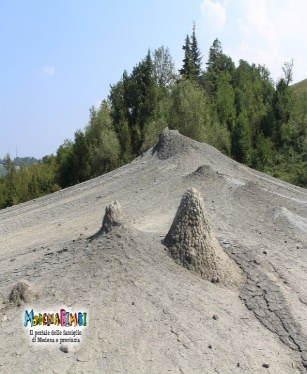 MODENABIMBI
Il portale delle famiglie
di Modena e provincia